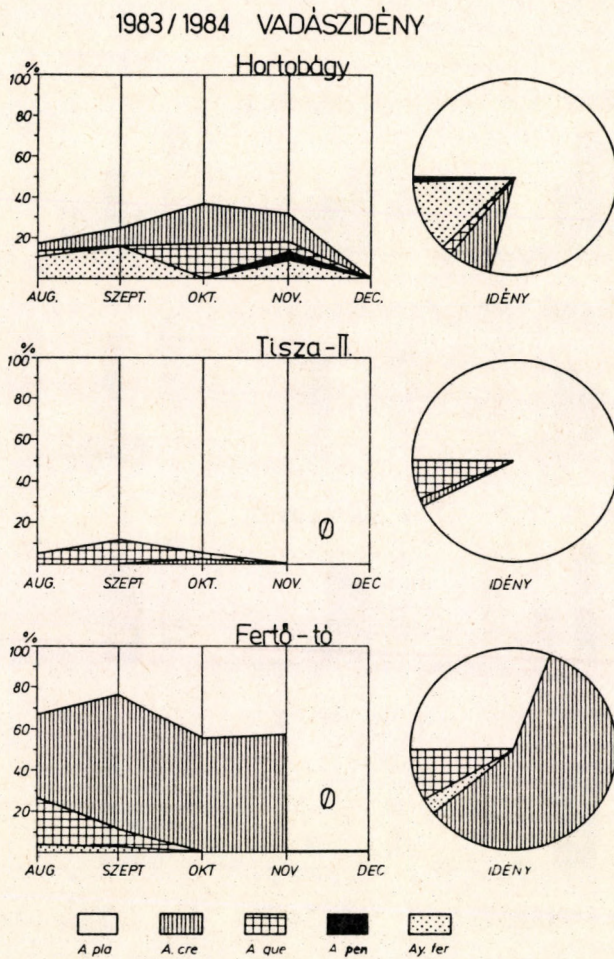 1983/1984 VADÁSZIDÉNY
Hortobágy
%
100
80
60
40
20
AUG. SZEPT. OKT. NOV. DEC. IDÉNY
Tisza-II.
%
100
80
60
40
20
Ø
AUG. SZEPT OKT. NOV. DEC IDÉNY
Fertő-tó
%
100
80
60
40
20
Ø
AUG. SZEPT OKT NOV DEC IDÉNY
A pla A. cre A que A pen Ay. fer